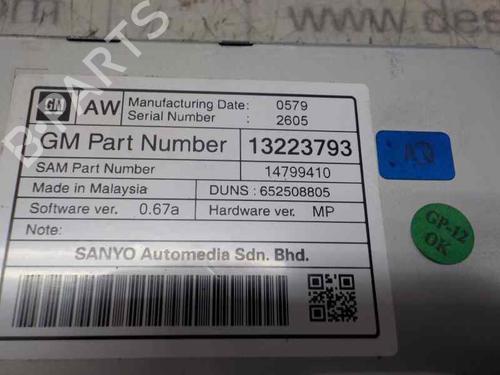 GM AW Manufacturing Date: 0579
Serial Number : 2605
GM Part Number 13223793
SAM Part Number 14799410
Made in Malaysia DUNS : 652508805
Software ver. 0.67a Hardware ver. MP
Note:
SANYO Automedia Sdn. Bhd.
GP-12
OK
B-PARTS